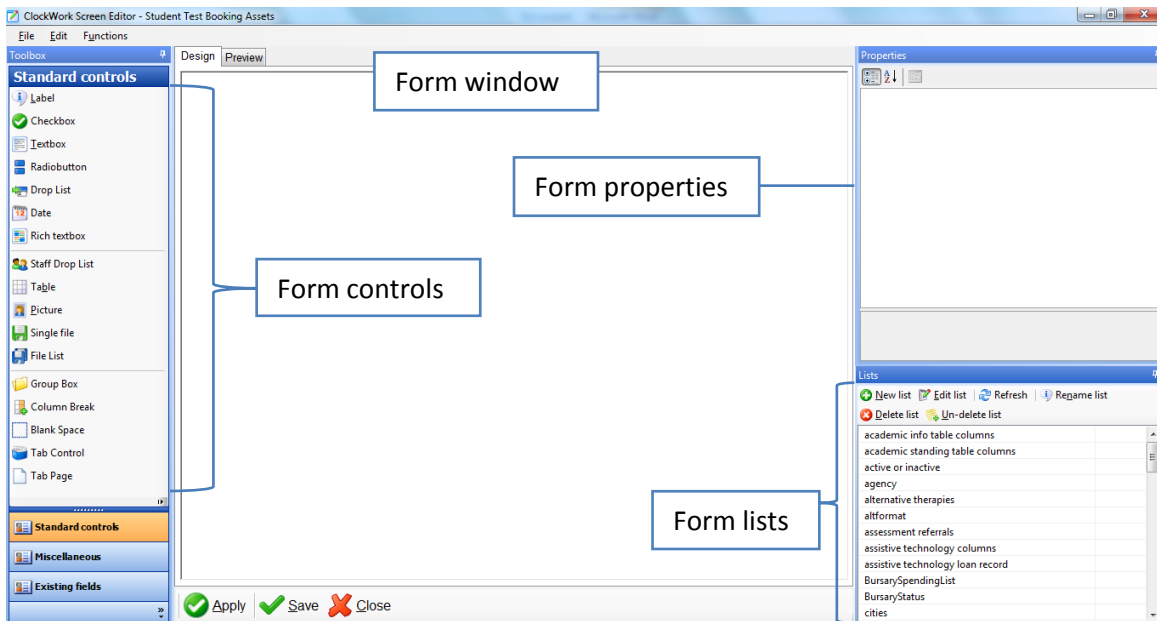 ClockWork Screen Editor - Student Test Booking Assets
File Edit Functions
Toolbox
Standard controls
Label
Checkbox
Textbox
Radiobutton
Drop List
Date
Rich textbox
Staff Drop List
Table
Picture
Single file
File List
Group Box
Column Break
Blank Space
Tab Control
Tab Page
Standard controls
Miscellaneous
Existing fields
Design Preview
Form window
Form properties
Form controls
Form lists
Apply Save Close
Properties
Lists
New list Edit list Refresh Rename list
Delete list Un-delete list
academic info table columns
academic standing table columns
active or inactive
agency
alternative therapies
altformat
assessment referrals
assistive technology columns
assistive technology loan record
BursarySpendingList
BursaryStatus
cities